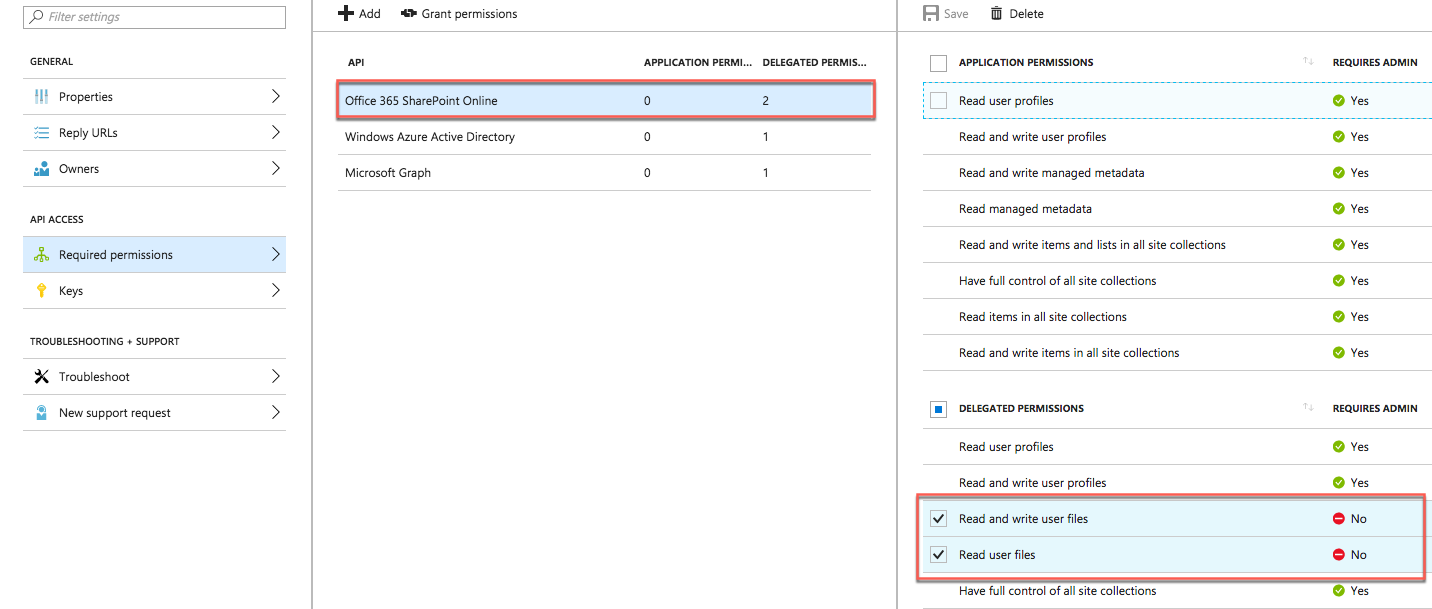 Filter settings
GENERAL
Properties
Reply URLs
Owners
API ACCESS
Required permissions
Keys
TROUBLESHOOTING + SUPPORT
Troubleshoot
New support request
Add Grant permissions
API APPLICATION PERMI... DELEGATED PERMIS...
Office 365 SharePoint Online 0 2
Windows Azure Active Directory 0 1
Microsoft Graph 0 1
Save Delete
APPLICATION PERMISSIONS REQUIRES ADMIN
Read user profiles Yes
Read and write user profiles Yes
Read and write managed metadata Yes
Read managed metadata Yes
Read and write items and lists in all site collections Yes
Have full control of all site collections Yes
Read items in all site collections Yes
Read and write items in all site collections Yes
DELEGATED PERMISSIONS REQUIRES ADMIN
Read user profiles Yes
Read and write user profiles Yes
Read and write user files No
Read user files No
Have full control of all site collections Yes